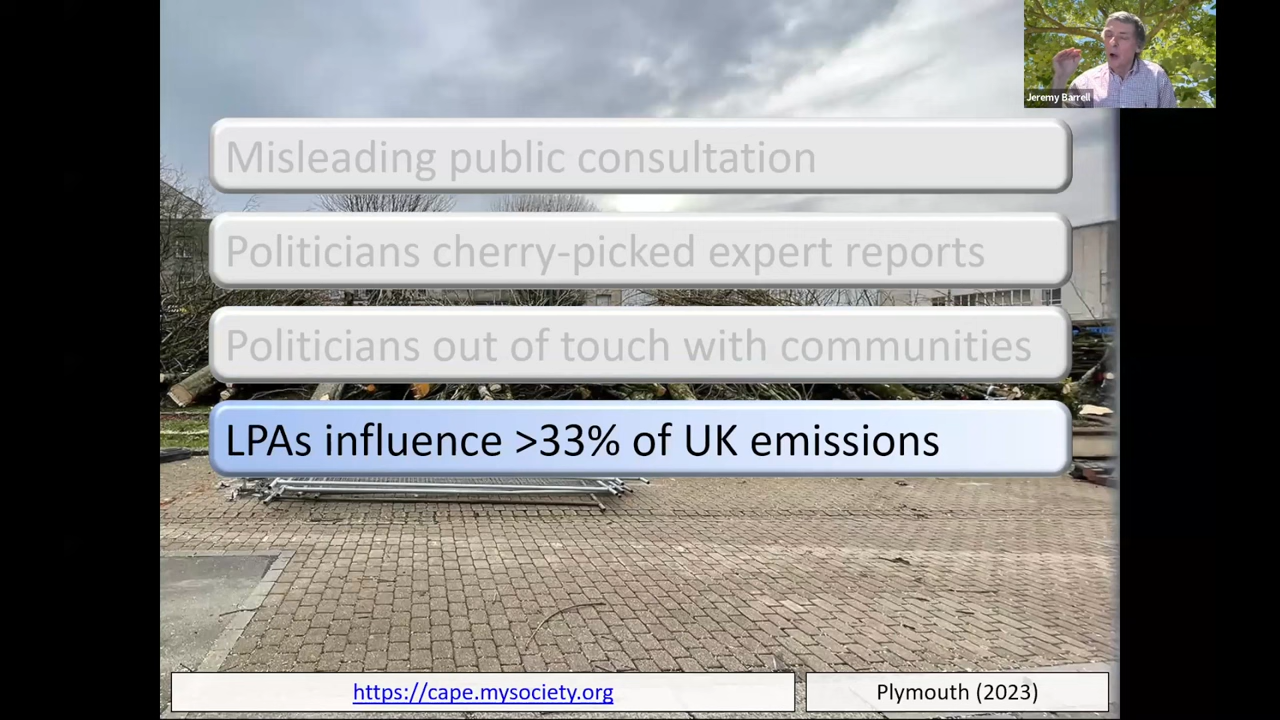 Jeremy Barrell
Misleading public consultation
Politicians cherry-picked expert reports
Politicians out of touch with communities
LPAs influence >33% of UK emissions
https://cape.mysociety.org
Plymouth (2023)